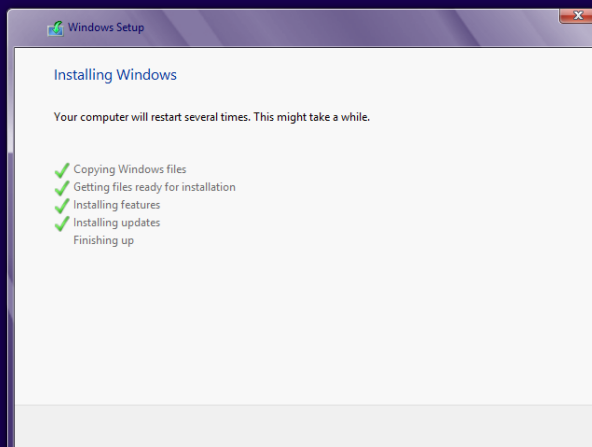 Windows Setup
Installing Windows
Your computer will restart several times. This might take a while.
Copying Windows files
Getting files ready for installation
Installing features
Installing updates
Finishing up